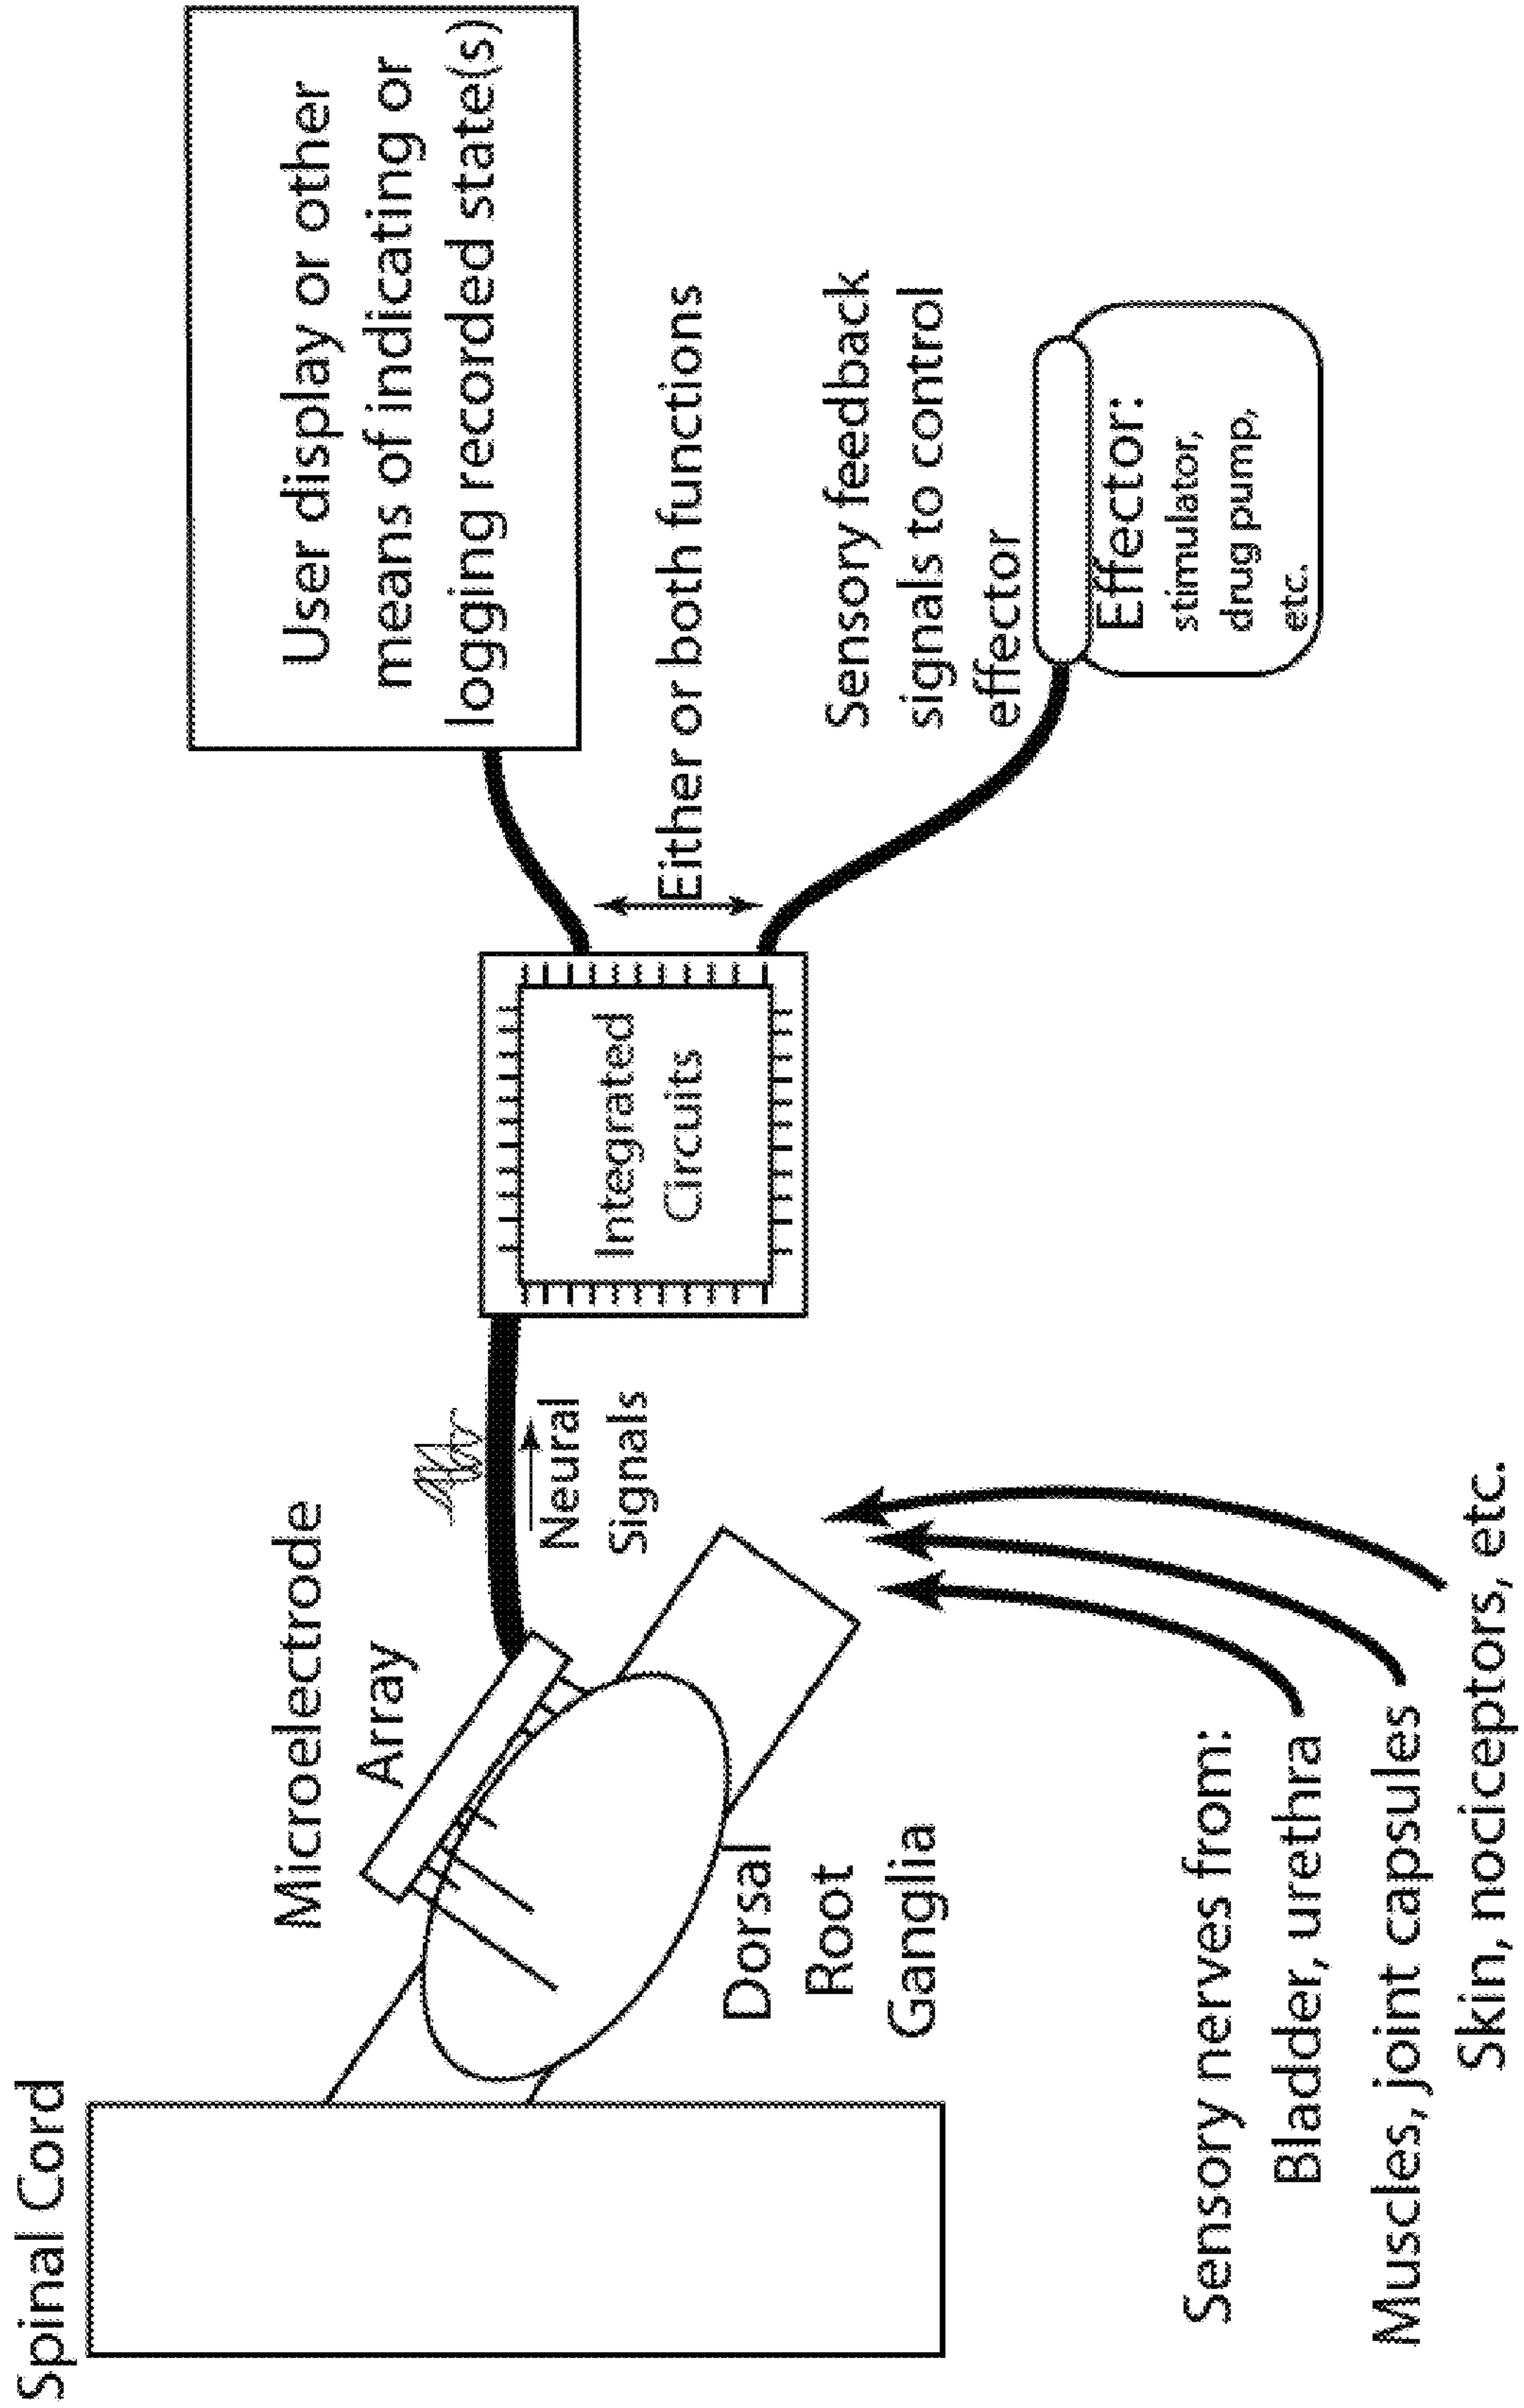 Spinal Cord
Microelectrode
Array
Dorsal
Root
Ganglia
Sensory nerves from:
Bladder, urethra
Muscles, joint capsules
Skin, nociceptors, etc.
Neural
Signals
Integrated
Circuits
User display or other
means of indicating or
logging recorded state(s)
Either or both functions
Sensory feedback
signals to control
effector
Effector:
stimulator,
drug pump,
etc.